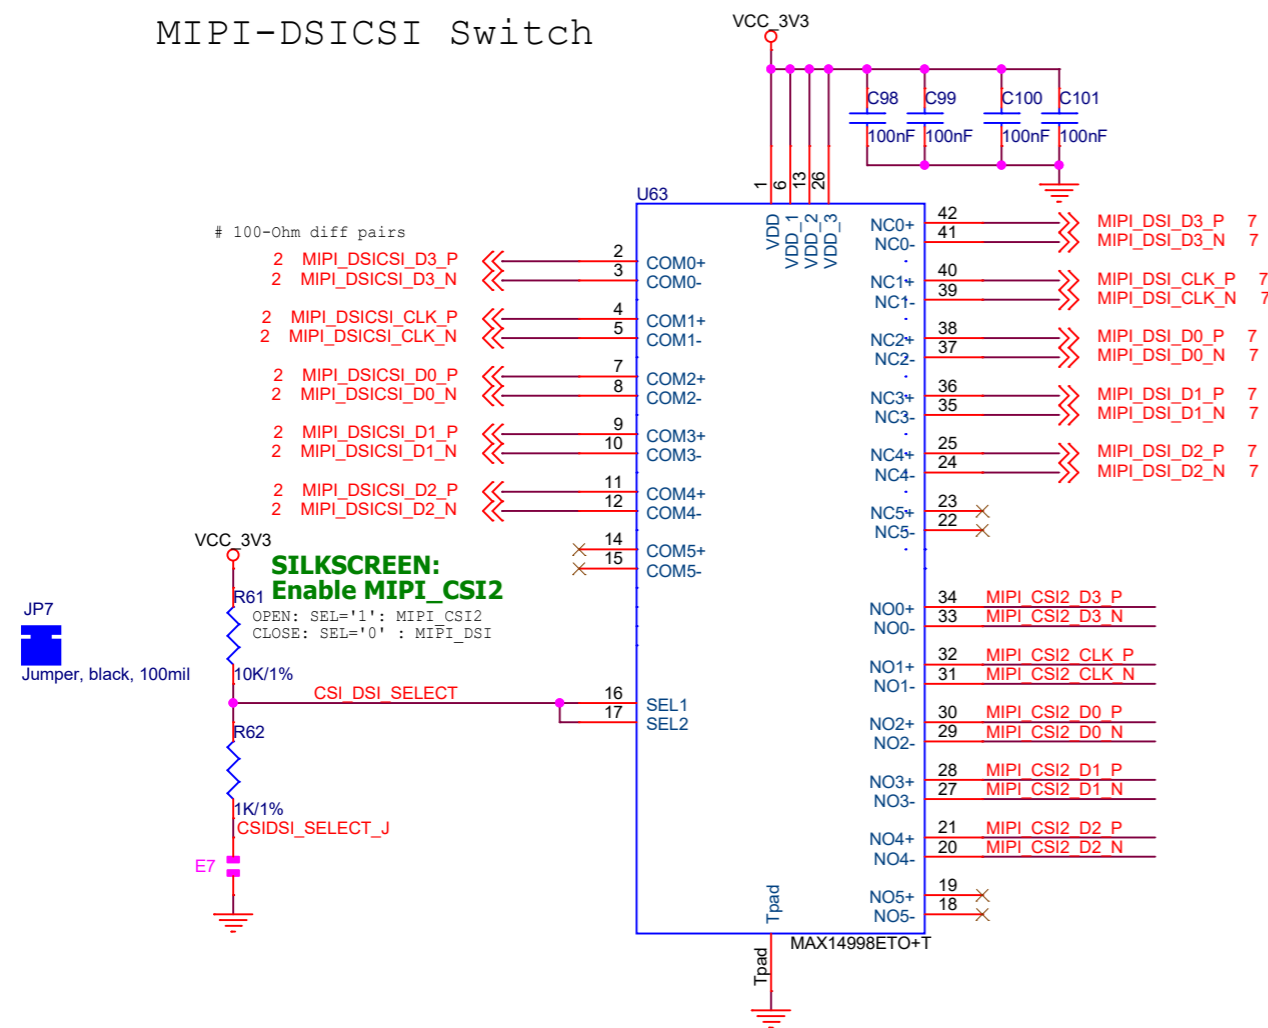 MIPI-DSICSI Switch
VCC_3V3
C98
C99
C100
C101
100nF
100nF
100nF
100nF
1
6
13
26
U63
VDD
VDD_1
VDD_2
VDD_3
# 100-Ohm diff pairs
2 MIPI_DSICSI_D3_P 2 COM0+
2 MIPI_DSICSI_D3_N 3 COM0-
2 MIPI_DSICSI_CLK_P 4 COM1+
2 MIPI_DSICSI_CLK_N 5 COM1-
2 MIPI_DSICSI_D0_P 7 COM2+
2 MIPI_DSICSI_D0_N 8 COM2-
2 MIPI_DSICSI_D1_P 9 COM3+
2 MIPI_DSICSI_D1_N 10 COM3-
2 MIPI_DSICSI_D2_P 11 COM4+
2 MIPI_DSICSI_D2_N 12 COM4-
14 COM5+
15 COM5-
NC0+ 42 MIPI_DSI_D3_P 7
NC0- 41 MIPI_DSI_D3_N 7
NC1+ 40 MIPI_DSI_CLK_P 7
NC1- 39 MIPI_DSI_CLK_N 7
NC2+ 38 MIPI_DSI_D0_P 7
NC2- 37 MIPI_DSI_D0_N 7
NC3+ 36 MIPI_DSI_D1_P 7
NC3- 35 MIPI_DSI_D1_N 7
NC4+ 25 MIPI_DSI_D2_P 7
NC4- 24 MIPI_DSI_D2_N 7
NC5+ 23
NC5- 22
VCC_3V3
SILKSCREEN:
Enable MIPI_CSI2
R61
OPEN: SEL='1': MIPI_CSI2
CLOSE: SEL='0' : MIPI_DSI
JP7
Jumper, black, 100mil
10K/1%
CSI_DSI_SELECT
16 SEL1
17 SEL2
R62
1K/1%
CSIDSI_SELECT_J
E7
NO0+ 34 MIPI_CSI2_D3_P
NO0- 33 MIPI_CSI2_D3_N
NO1+ 32 MIPI_CSI2_CLK_P
NO1- 31 MIPI_CSI2_CLK_N
NO2+ 30 MIPI_CSI2_D0_P
NO2- 29 MIPI_CSI2_D0_N
NO3+ 28 MIPI_CSI2_D1_P
NO3- 27 MIPI_CSI2_D1_N
NO4+ 21 MIPI_CSI2_D2_P
NO4- 20 MIPI_CSI2_D2_N
NO5+ 19
NO5- 18
Tpad
MAX14998ETO+T
Tpad